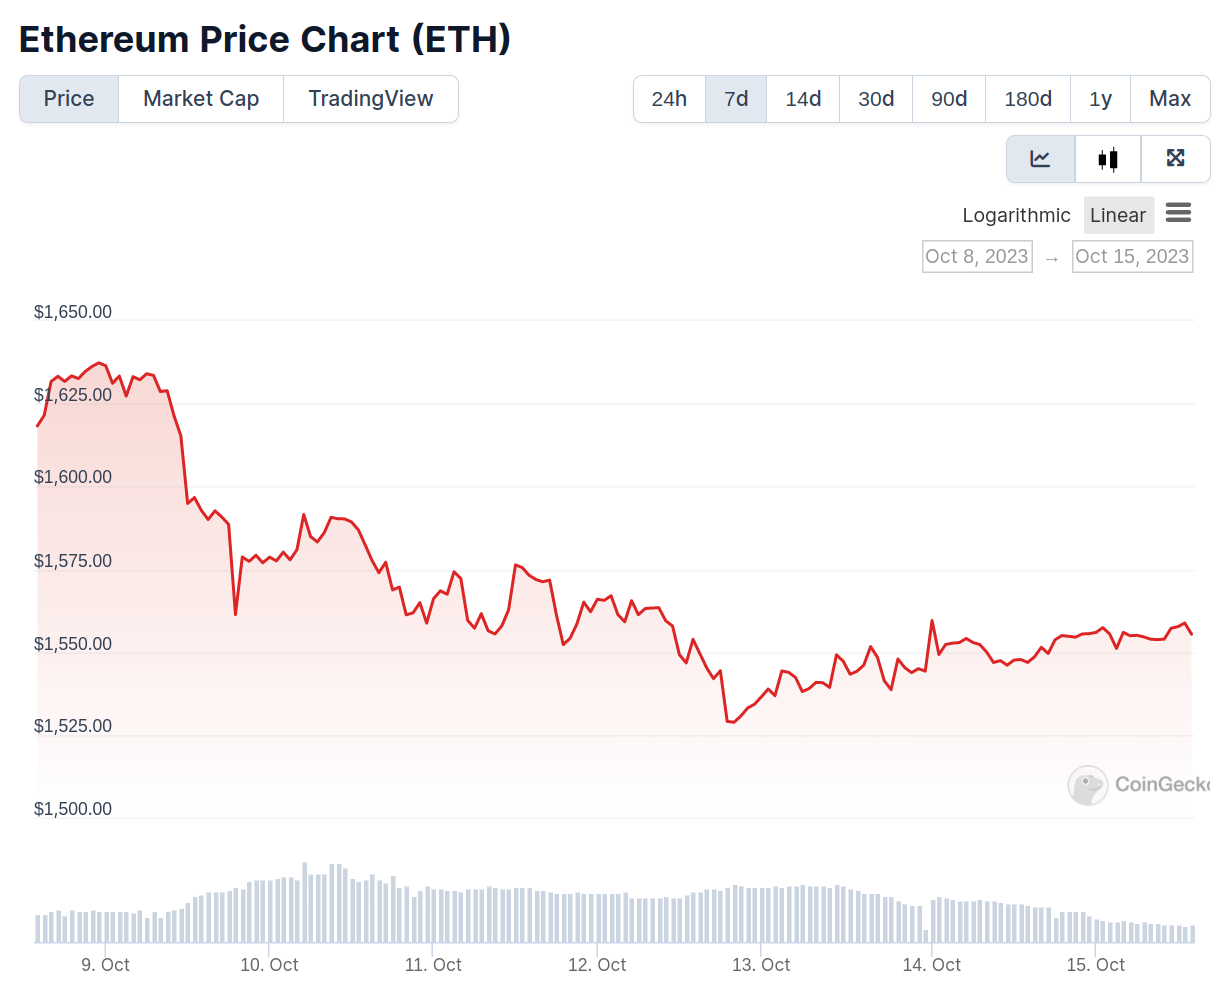 Ethereum Price Chart (ETH)
Price Market Cap TradingView 24h 7d 14d 30d 90d 180d 1y Max
Logarithmic Linear
Oct 8, 2023 → Oct 15, 2023
$1,650.00
$1,625.00
$1,600.00
$1,575.00
$1,550.00
$1,525.00
CoinGecko
$1,500.00
9. Oct 10. Oct 11. Oct 12. Oct 13. Oct 14. Oct 15. Oct